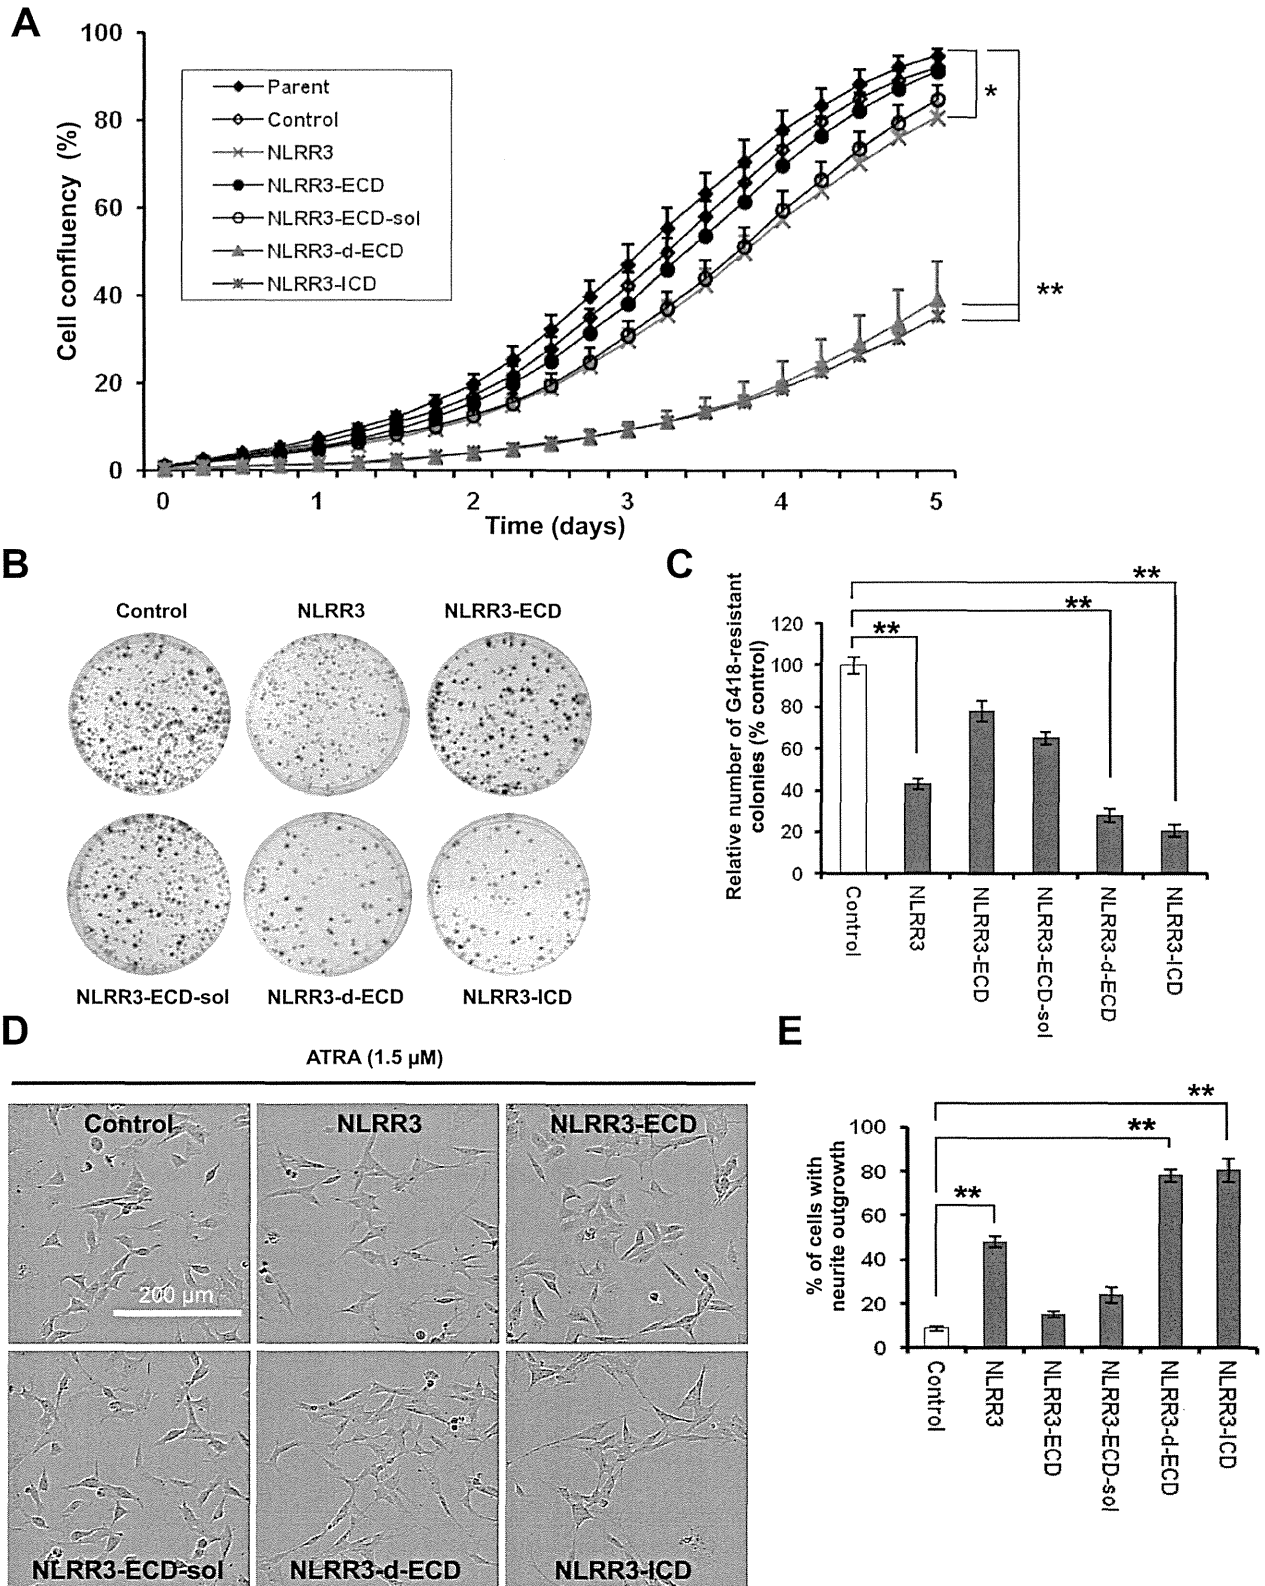 A
100
80
60
40
20
0
Cell confluency (%)
Parent
Control
NLRR3
NLRR3-ECD
NLRR3-ECD-sol
NLRR3-d-ECD
NLRR3-ICD
*
**
0 1 2 3 4 5
Time (days)
B
Control NLRR3 NLRR3-ECD
NLRR3-ECD-sol NLRR3-d-ECD NLRR3-ICD
C
Relative number of G418-resistant
colonies (% control)
120
100
80
60
40
20
0
**
**
**
Control
NLRR3
NLRR3-ECD
NLRR3-ECD-sol
NLRR3-d-ECD
NLRR3-ICD
D
ATRA (1.5 µM)
Control NLRR3 NLRR3-ECD
200 µm
NLRR3-ECD-sol NLRR3-d-ECD NLRR3-ICD
E
% of cells with
neurite outgrowth
100
80
60
40
20
0
**
**
**
Control
NLRR3
NLRR3-ECD
NLRR3-ECD-sol
NLRR3-d-ECD
NLRR3-ICD